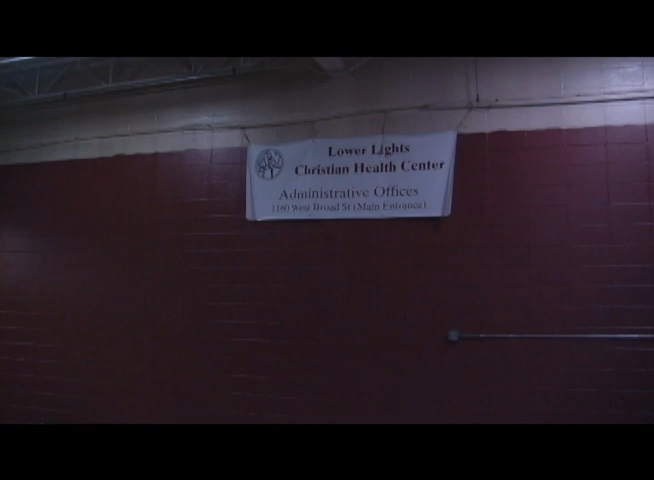 Lower Lights
Christian Health Center
Administrative Offices
1160 West Broad St (Main Entrance)